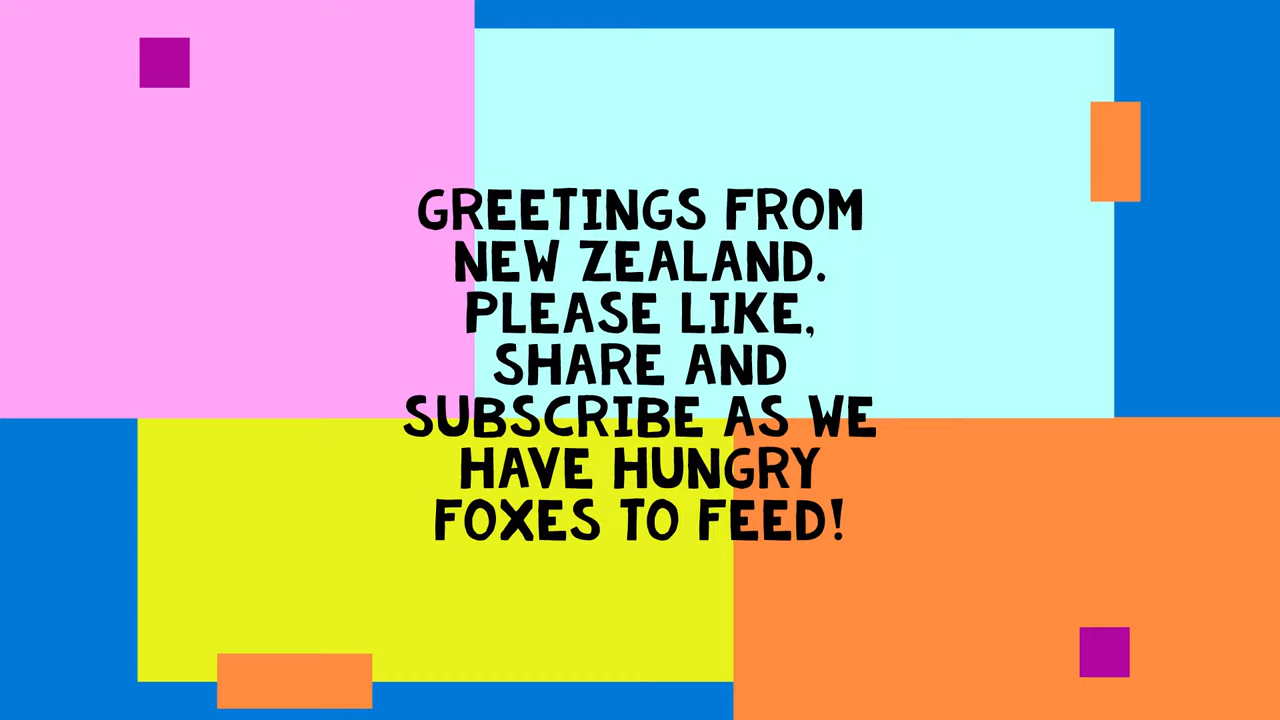 GREETINGS FROM
NEW ZEALAND.
PLEASE LIKE,
SHARE AND
SUBSCRIBE AS WE
HAVE HUNGRY
FOXES TO FEED!